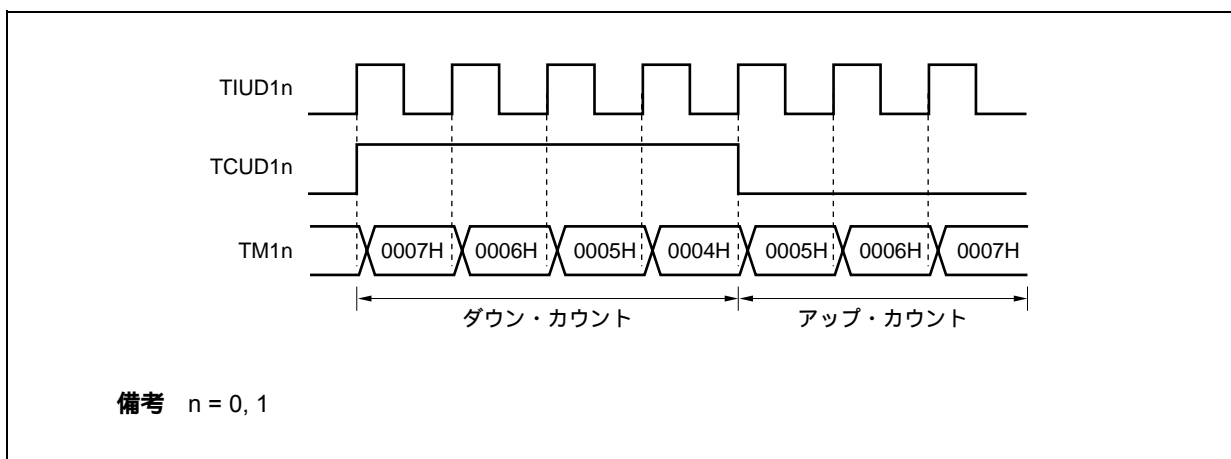 TIUD1n
TCUD1n
TM1n 0007H 0006H 0005H 0004H 0005H 0006H 0007H
ダウン・カウント アップ・カウント
備考 n = 0, 1